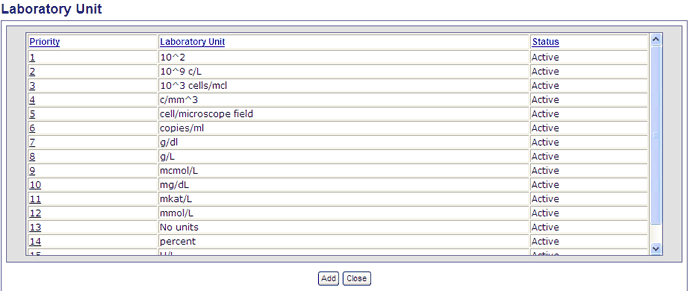 Laboratory Unit
Priority Laboratory Unit Status
1 10^2 Active
2 10^9 c/L Active
3 10^3 cells/mcl Active
4 c/mm^3 Active
5 cell/microscope field Active
6 copies/ml Active
7 g/dl Active
8 g/L Active
9 mcmol/L Active
10 mg/dL Active
11 mkat/L Active
12 mmol/L Active
13 No units Active
14 percent Active
15 U/L Active
Add Close